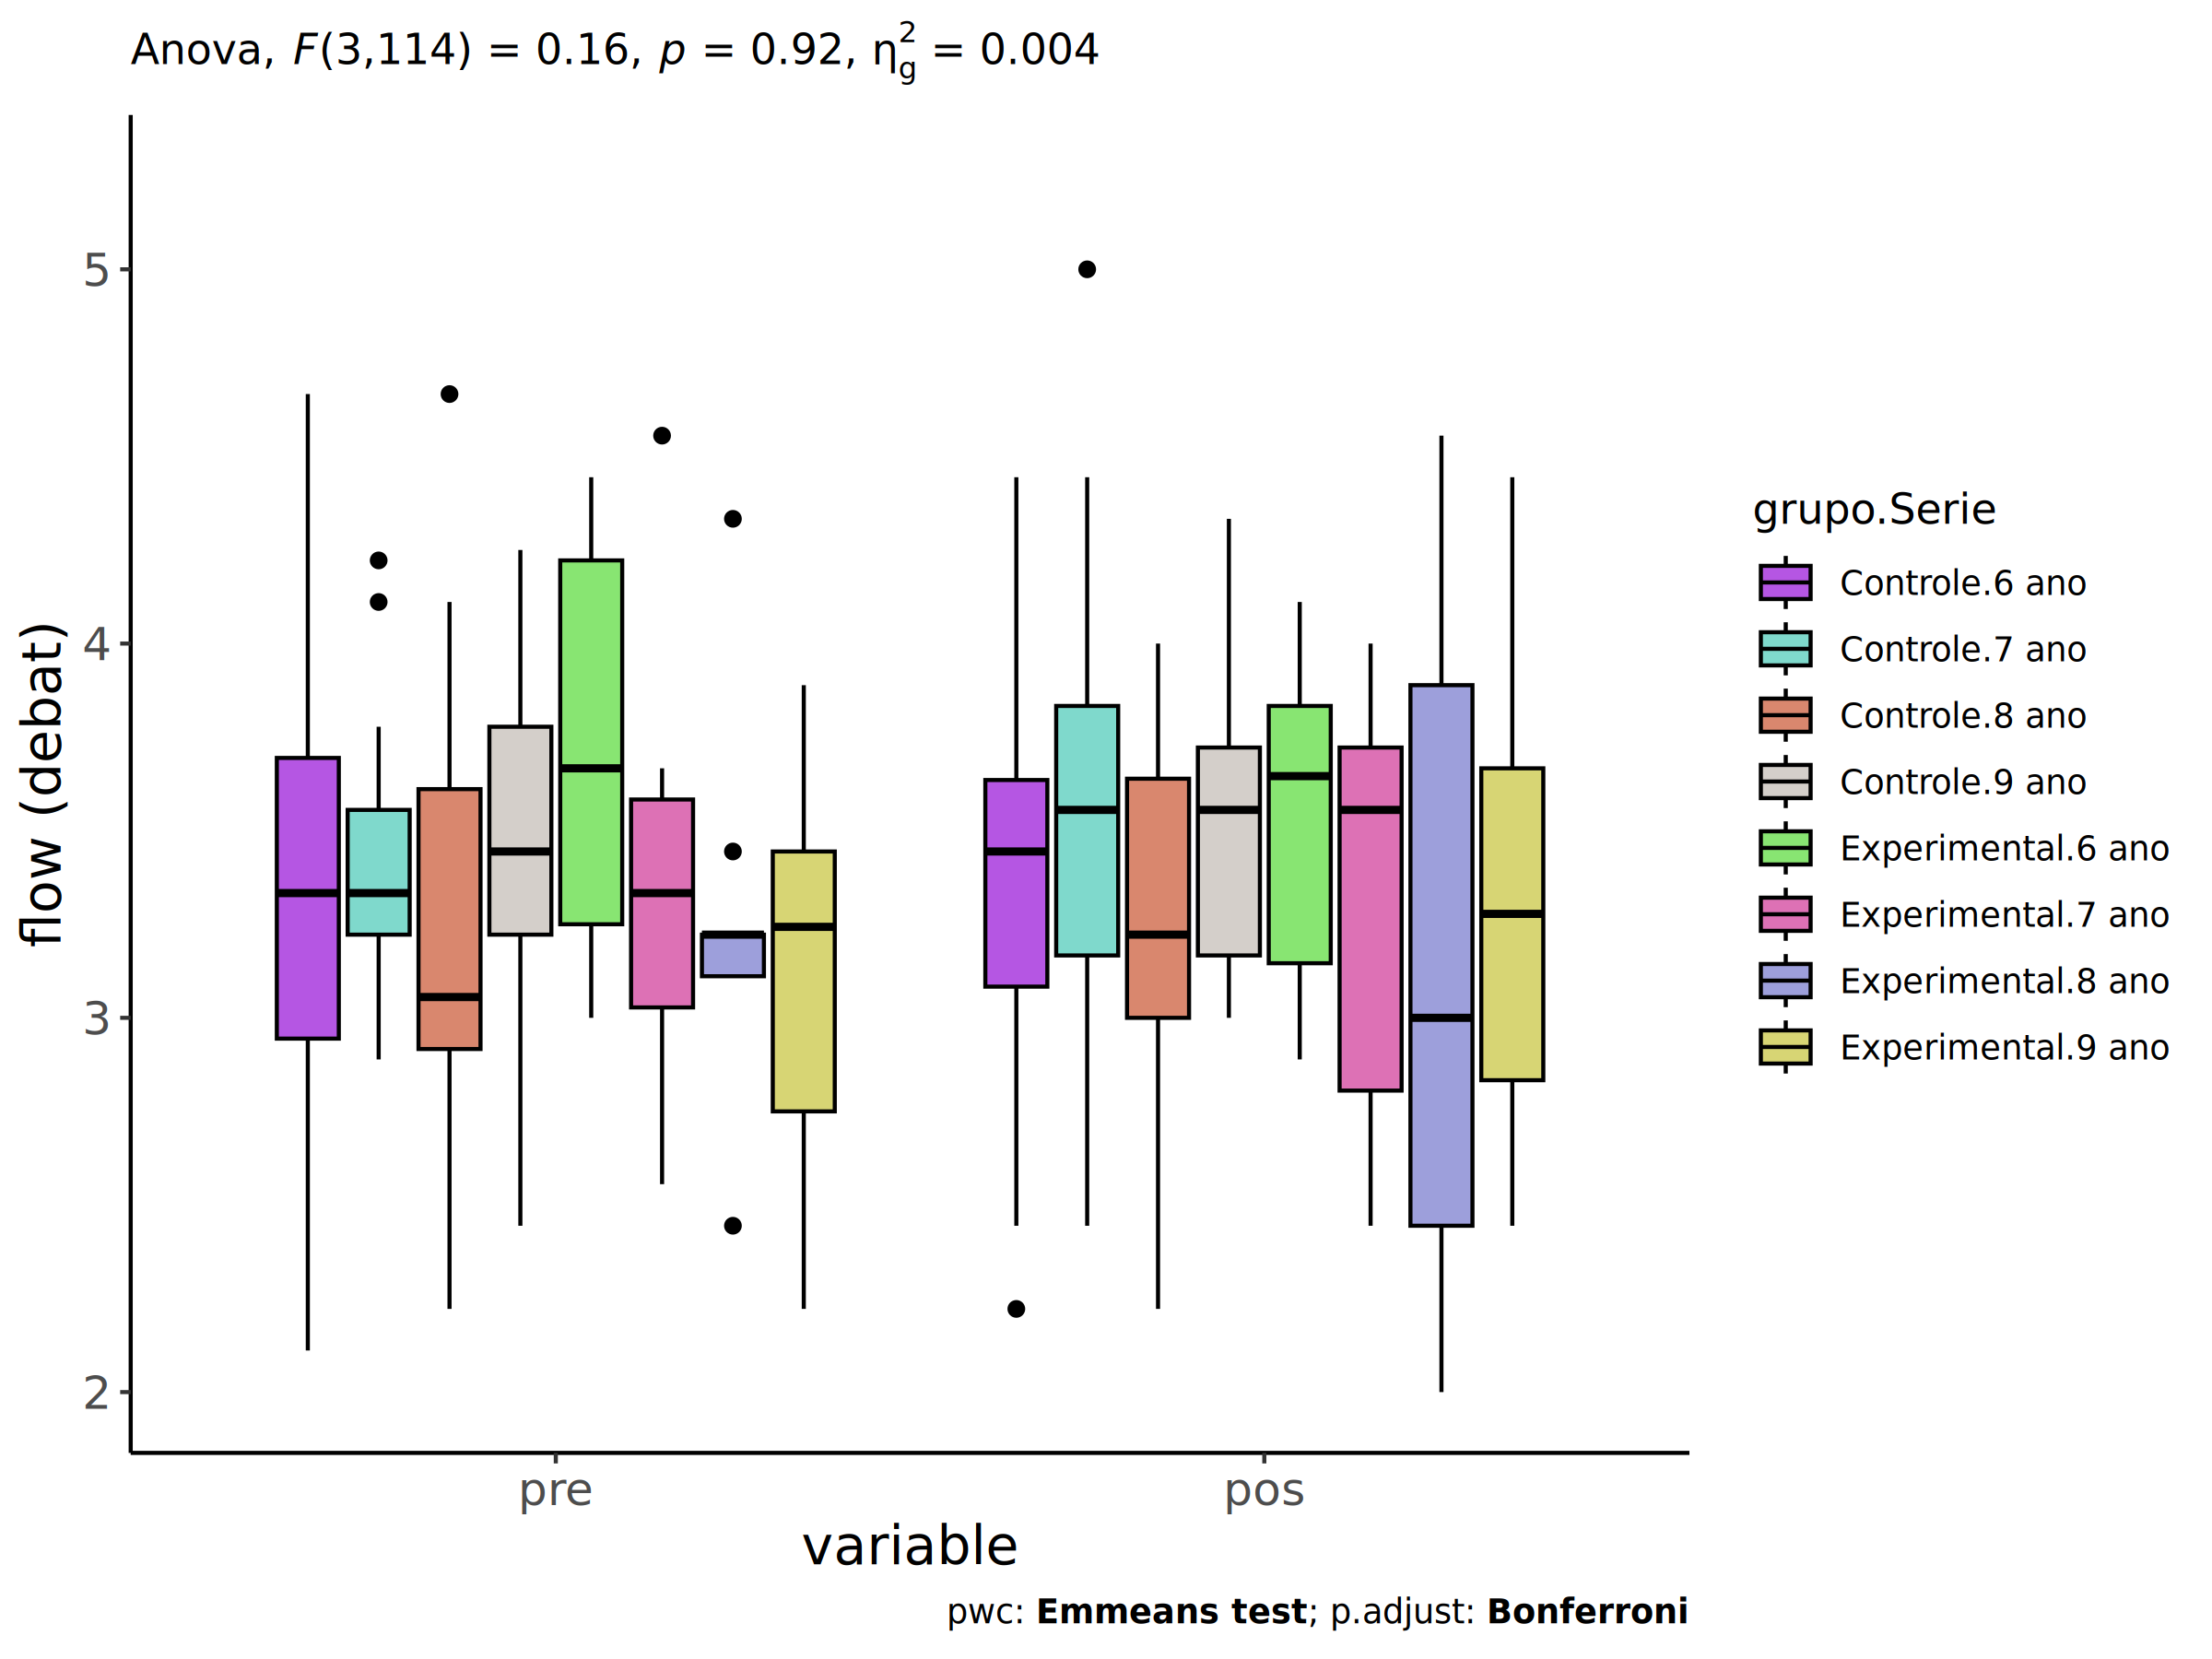 Anova, F(3,114) = 0.16, p = 0.92, η²g = 0.004
flow (debat)
5
4
3
2
pre pos
variable
pwc: Emmeans test; p.adjust: Bonferroni
grupo.Serie
Controle.6 ano
Controle.7 ano
Controle.8 ano
Controle.9 ano
Experimental.6 ano
Experimental.7 ano
Experimental.8 ano
Experimental.9 ano